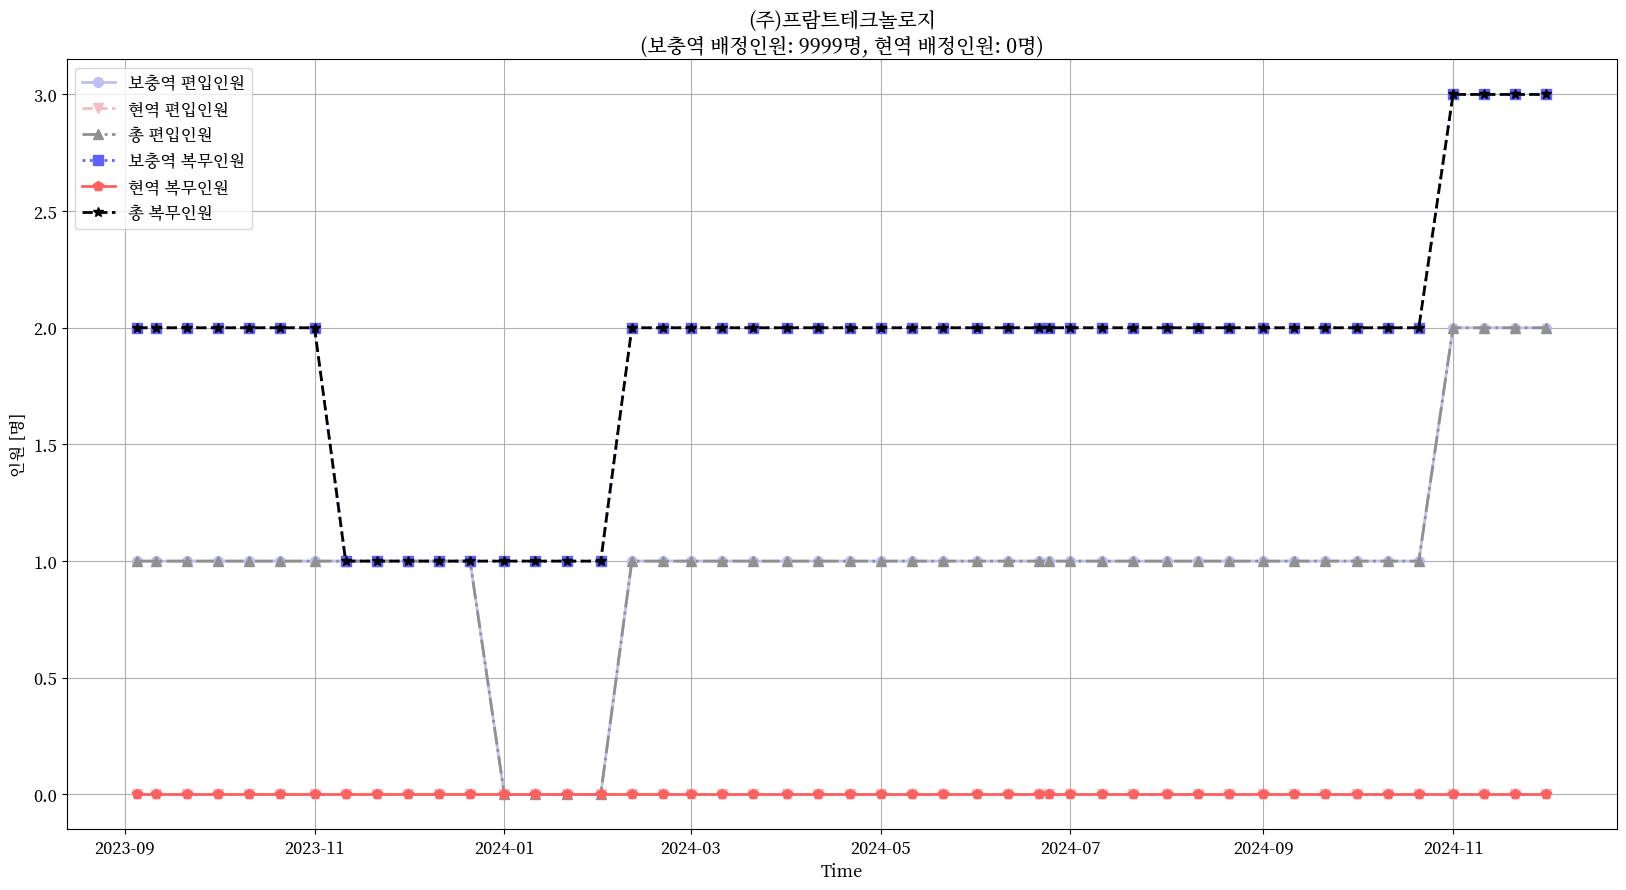 (주)프람트테크놀로지
(보충역 배정인원: 9999명, 현역 배정인원: 0명)
보충역 편입인원
현역 편입인원
총 편입인원
보충역 복무인원
현역 복무인원
총 복무인원
3.0
2.5
2.0
1.5
1.0
0.5
0.0
인원 [명]
2023-09 2023-11 2024-01 2024-03 2024-05 2024-07 2024-09 2024-11
Time